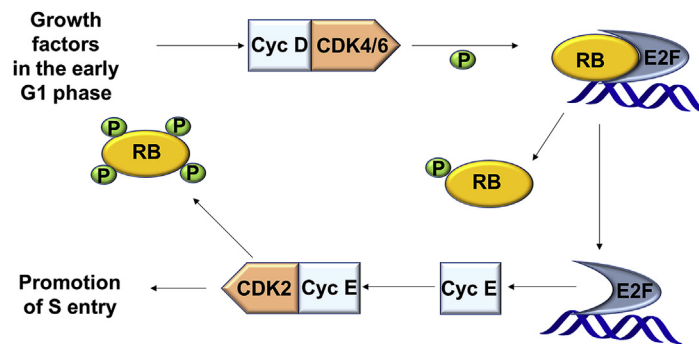 Growth
factors
in the early
G1 phase
Cyc D
CDK4/6
P
RB
E2F
P
P
RB
P
P
P
RB
Promotion
of S entry
CDK2
Cyc E
Cyc E
E2F